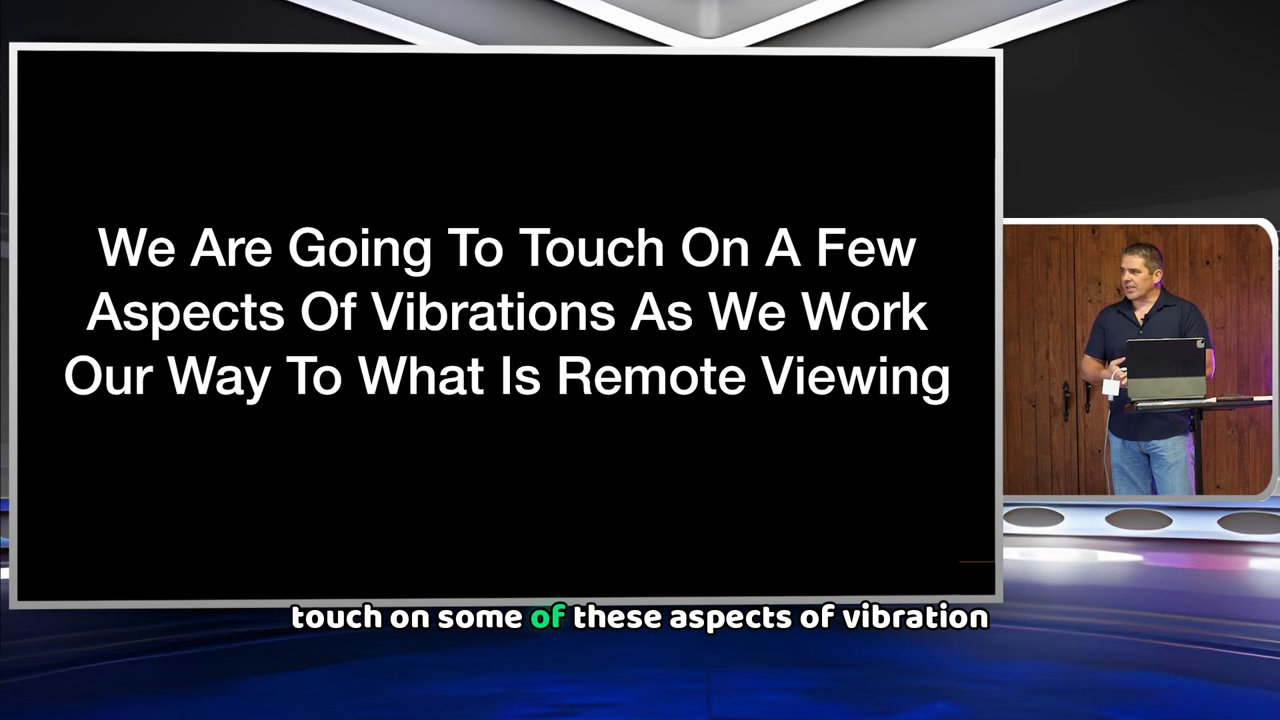 We Are Going To Touch On A Few
Aspects Of Vibrations As We Work
Our Way To What Is Remote Viewing
touch on some of these aspects of vibration